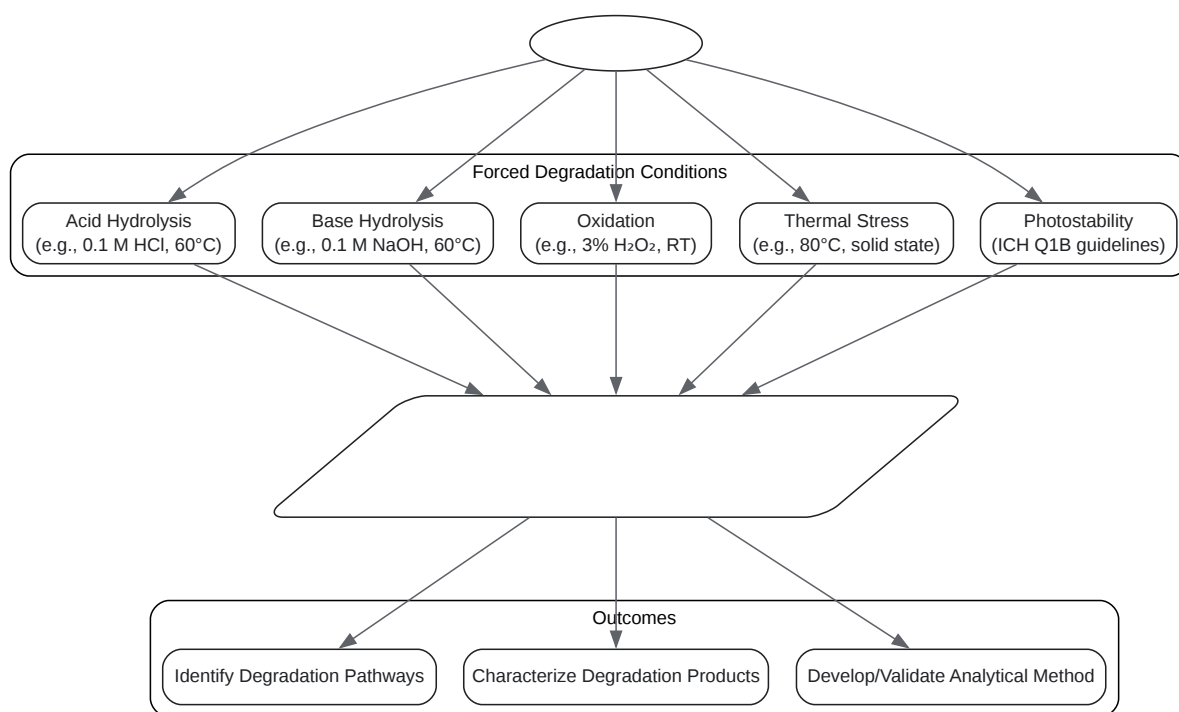 Forced Degradation Conditions
Acid Hydrolysis
(e.g., 0.1 M HCl, 60°C)
Base Hydrolysis
(e.g., 0.1 M NaOH, 60°C)
Oxidation
(e.g., 3% H₂O₂, RT)
Thermal Stress
(e.g., 80°C, solid state)
Photostability
(ICH Q1B guidelines)
Outcomes
Identify Degradation Pathways
Characterize Degradation Products
Develop/Validate Analytical Method